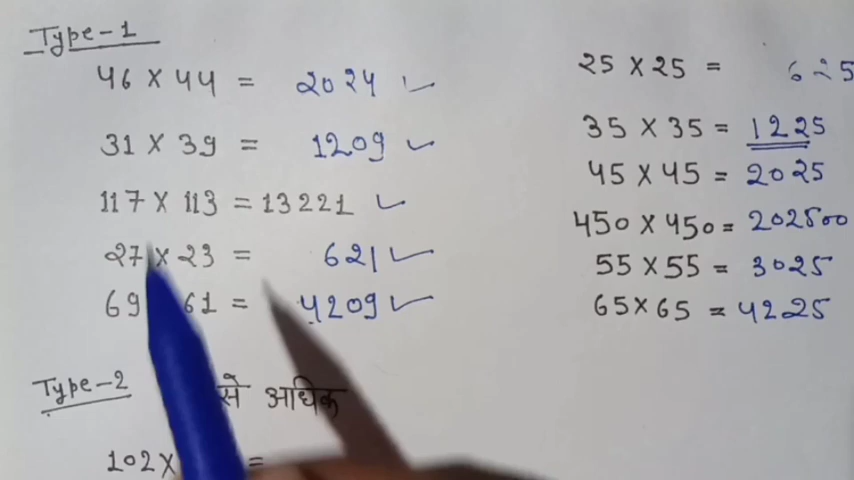 Type-1
46 × 44 = 2024
31 × 39 = 1209
117 × 113 = 13221
27 × 23 = 621
69 61 = 4209
25 × 25 = 625
35 × 35 = 1225
45 × 45 = 2025
450 × 450 = 202500
55 × 55 = 3025
65 × 65 = 4225
Type-2 से अधिक
102 × =